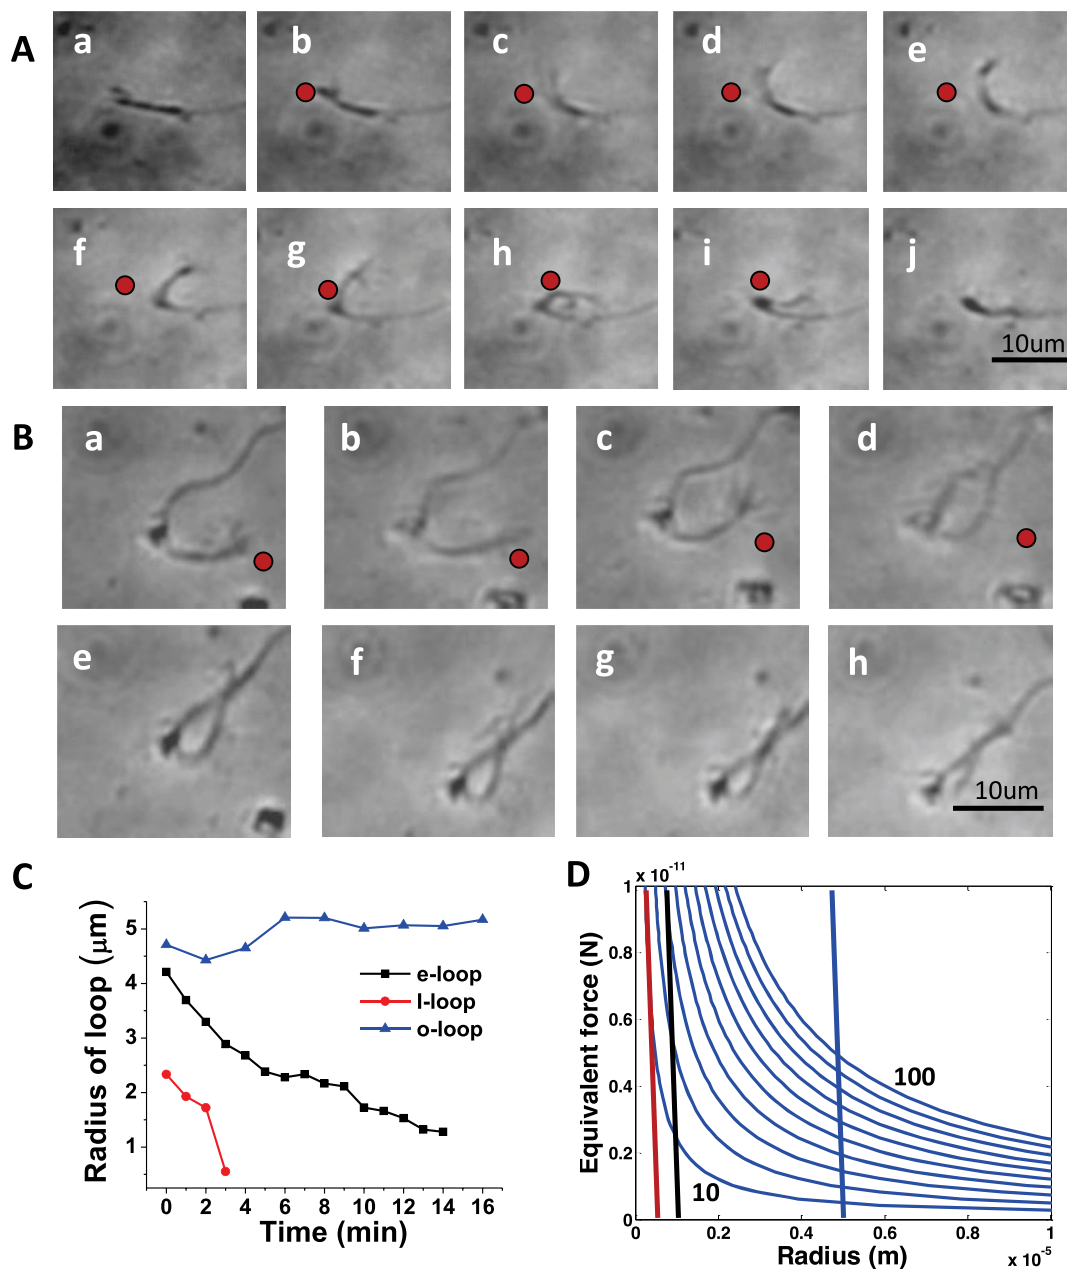 A
a b c d e
f g h i j
10um
B
a b c d
e f g h
10um
C
Radius of loop (μm)
5
4
3
2
1
e-loop
l-loop
o-loop
0 2 4 6 8 10 12 14 16
Time (min)
D
x 10⁻¹¹
Equivalent force (N)
1
0.8
0.6
0.4
0.2
0
100
10
0 0.2 0.4 0.6 0.8 1
Radius (m)
x 10⁻⁵